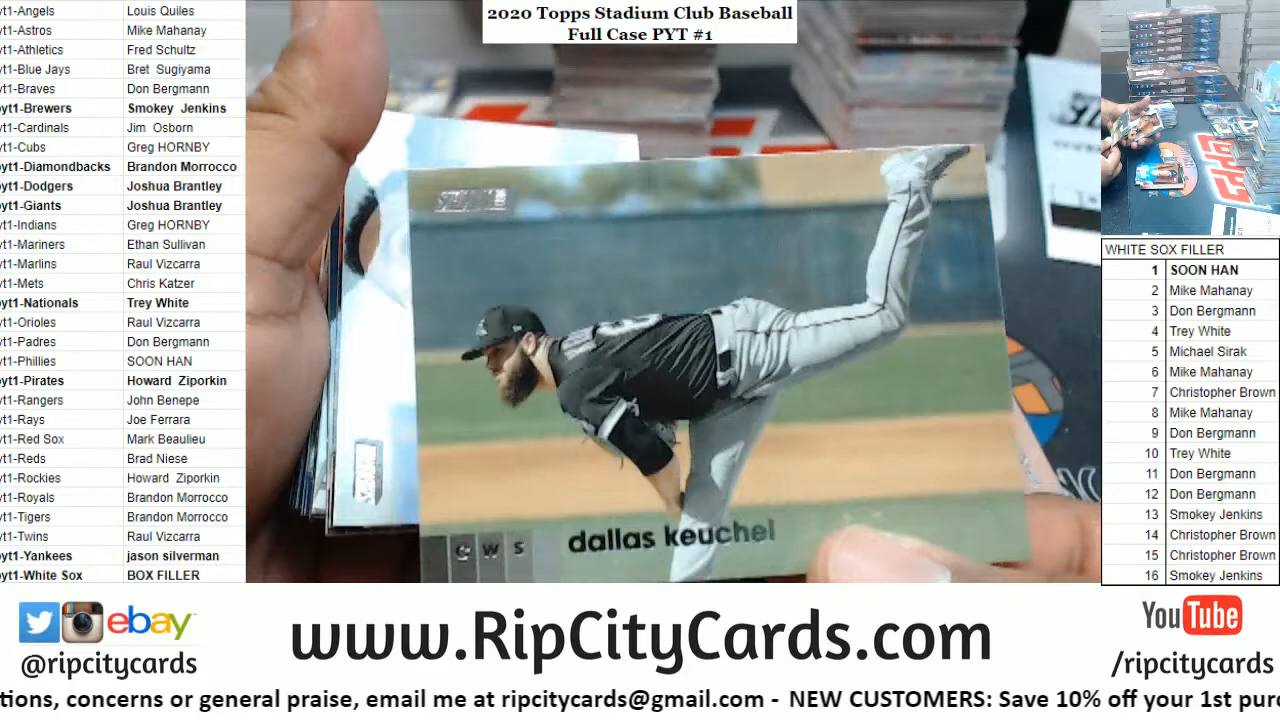 yt1-Angels Louis Quiles
yt1-Astros Mike Mahanay
yt1-Athletics Fred Schultz
yt1-Blue Jays Bret Sugiyama
yt1-Braves Don Bergmann
oyt1-Brewers Smokey Jenkins
yt1-Cardinals Jim Osborn
yt1-Cubs Greg HORNBY
oyt1-Diamondbacks Brandon Morrocco
oyt1-Dodgers Joshua Brantley
oyt1-Giants Joshua Brantley
yt1-Indians Greg HORNBY
yt1-Mariners Ethan Sullivan
yt1-Marlins Raul Vizcarra
yt1-Mets Chris Katzer
oyt1-Nationals Trey White
yt1-Orioles Raul Vizcarra
yt1-Padres Don Bergmann
yt1-Phillies SOON HAN
oyt1-Pirates Howard Ziporkin
yt1-Rangers John Benepe
yt1-Rays Joe Ferrara
yt1-Red Sox Mark Beaulieu
yt1-Reds Brad Niese
yt1-Rockies Howard Ziporkin
yt1-Royals Brandon Morrocco
yt1-Tigers Brandon Morrocco
yt1-Twins Raul Vizcarra
oyt1-Yankees jason silverman
oyt1-White Sox BOX FILLER
2020 Topps Stadium Club Baseball
Full Case PYT #1
dallas keuchel
C W S
Topps
WHITE SOX FILLER
1 SOON HAN
2 Mike Mahanay
3 Don Bergmann
4 Trey White
5 Michael Sirak
6 Mike Mahanay
7 Christopher Brown
8 Mike Mahanay
9 Don Bergmann
10 Trey White
11 Don Bergmann
12 Don Bergmann
13 Smokey Jenkins
14 Christopher Brown
15 Christopher Brown
16 Smokey Jenkins
ebay
@ripcitycards
www.RipCityCards.com
YouTube
/ripcitycards
tions, concerns or general praise, email me at ripcitycards@gmail.com - NEW CUSTOMERS: Save 10% off your 1st purc